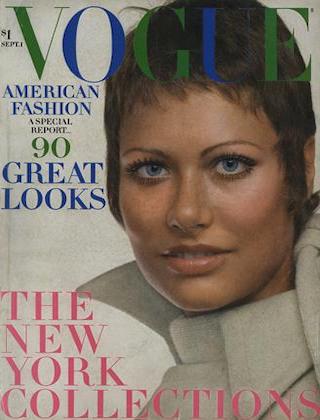 VOGUE
$1
SEPT.1
AMERICAN
FASHION
A SPECIAL
REPORT...
90
GREAT
LOOKS
THE
NEW
YORK
COLLECTIONS